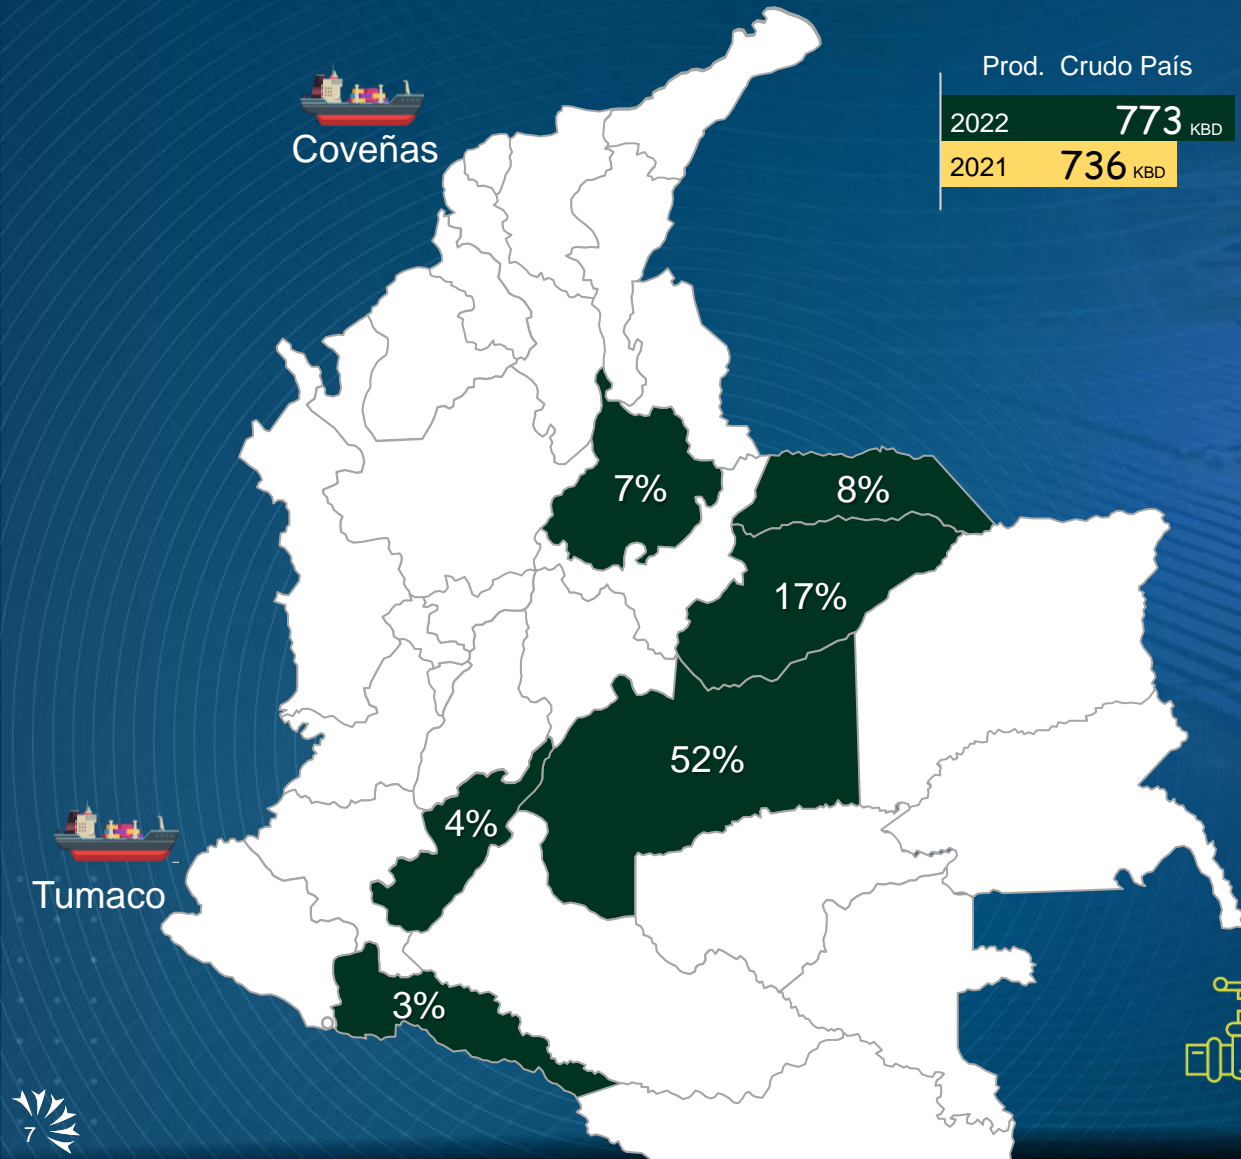 Prod. Crudo País
2022 773 KBD
2021 736 KBD
Coveñas
7%
8%
17%
52%
4%
Tumaco
3%
7